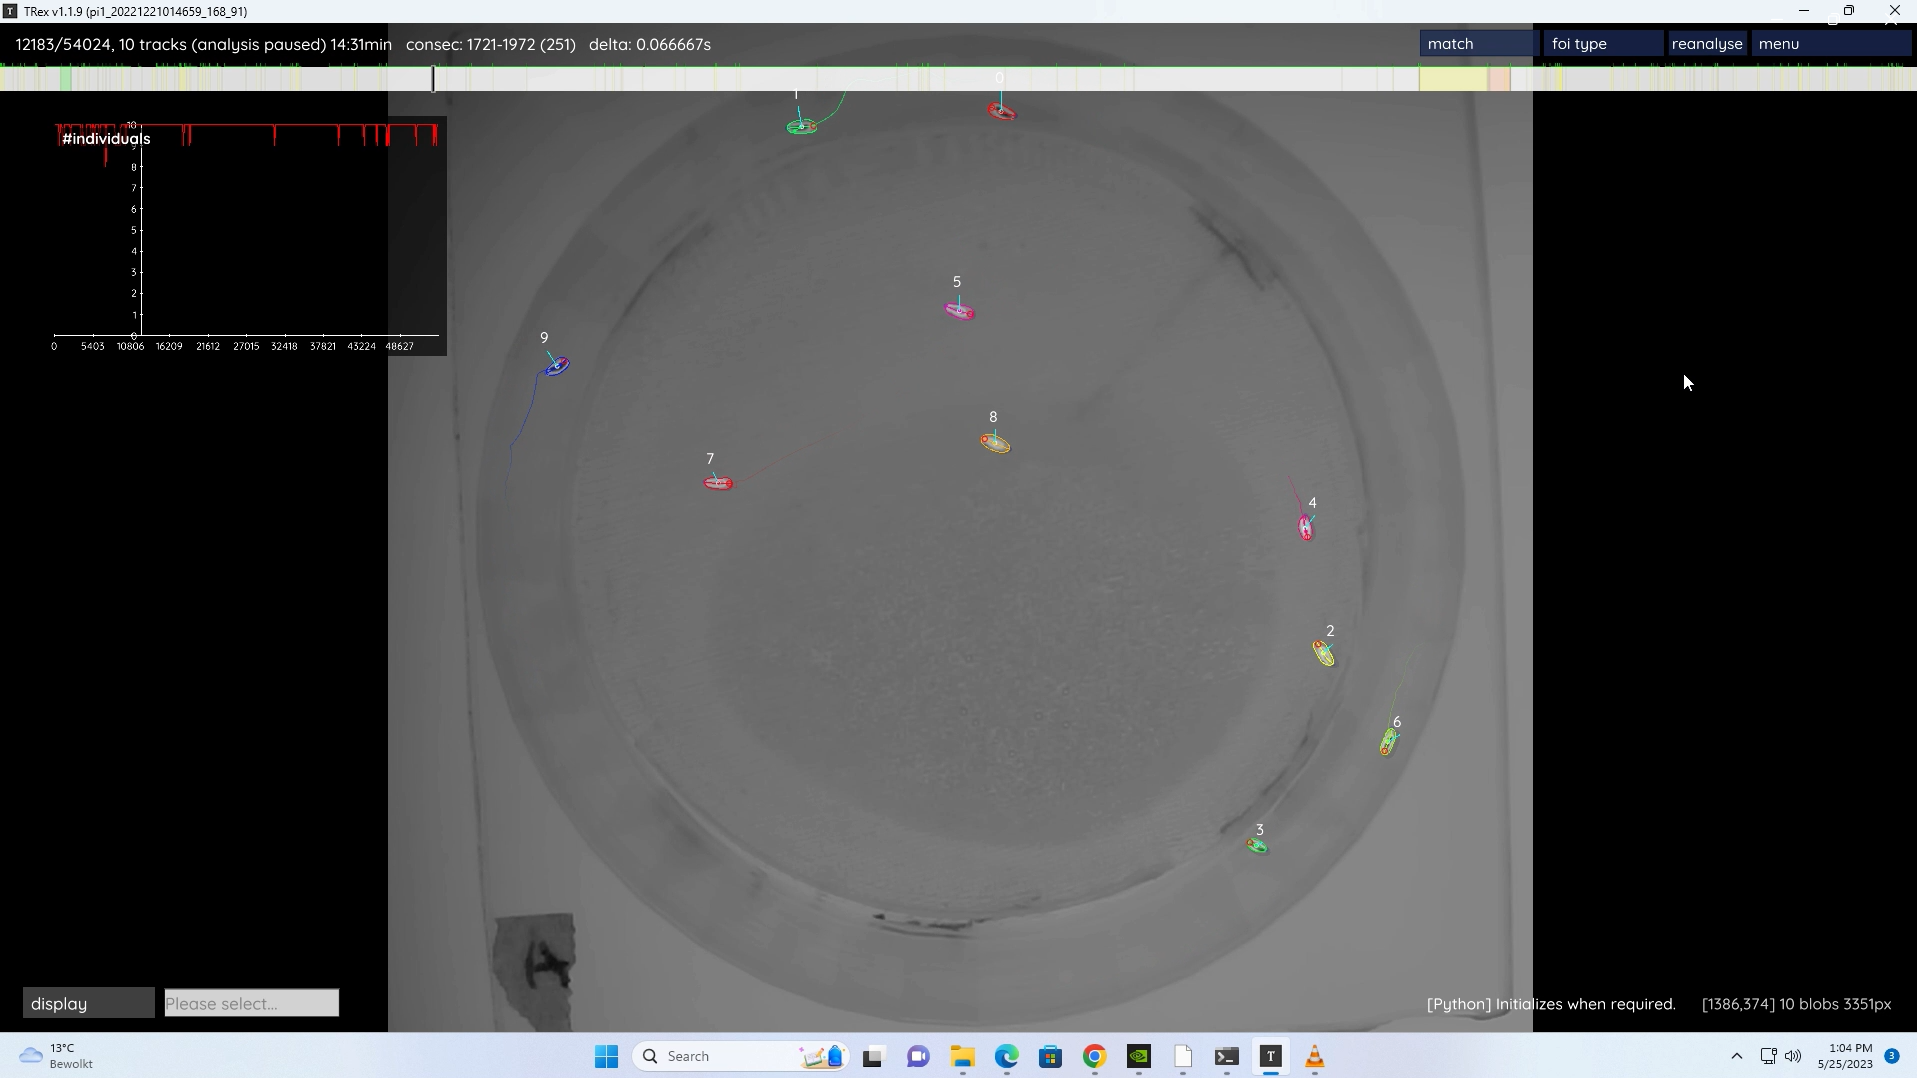 TRex v1.1.9 (pi1_20221221014659_168_91)
12183/54024, 10 tracks (analysis paused) 14:31min consec: 1721-1972 (251) delta: 0.066667s
match foi type reanalyse menu
0
1
#individuals
10
9
8
7
6
5
4
3
2
1
0
0 5403 10806 16209 21612 27015 32418 37821 43224 48627
5
9
8
7
4
2
6
3
A
display Please select...
[Python] Initializes when required. [1386,374] 10 blobs 3351px
13°C
Bewolkt
Search
T
1:04 PM
5/25/2023
3